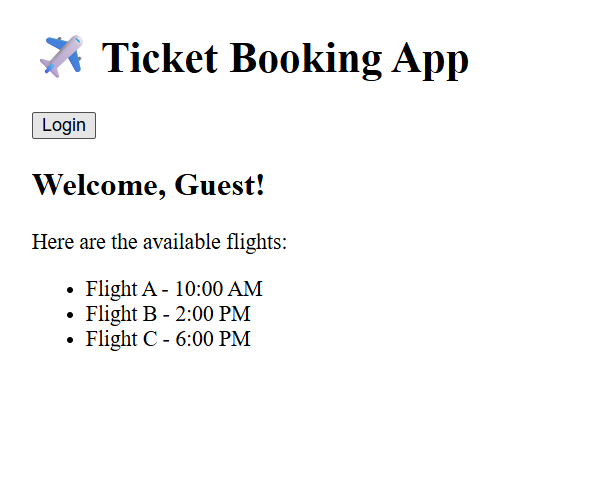 ✈️ Ticket Booking App
Login
Welcome, Guest!
Here are the available flights:
• Flight A - 10:00 AM
• Flight B - 2:00 PM
• Flight C - 6:00 PM